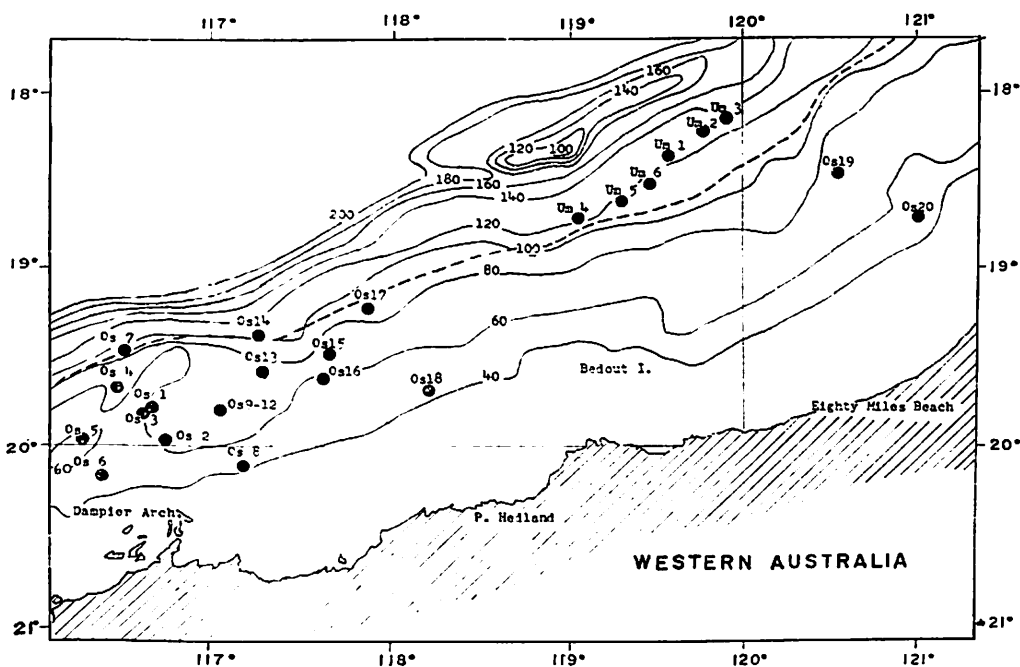 117° 118° 119° 120° 121°
18° 18°
160
140
Um 3
Um 2
120 100 Um 1
Os19
180 160 Um 6
140 Um 5
200 Um 4 Os20
120
100
19° 80 19°
Os17
Os14 60
Os 7 Os15
Os13
Os 4 Os16 Os18 40 Bedout I.
Os 1
Os 3 Os9-12 Eighty Miles Beach
Os 5 Os 2
20° 20°
Os 8
60 Os 6
Dampier Arch. P. Hedland
WESTERN AUSTRALIA
21° 21°
117° 118° 119° 120° 121°